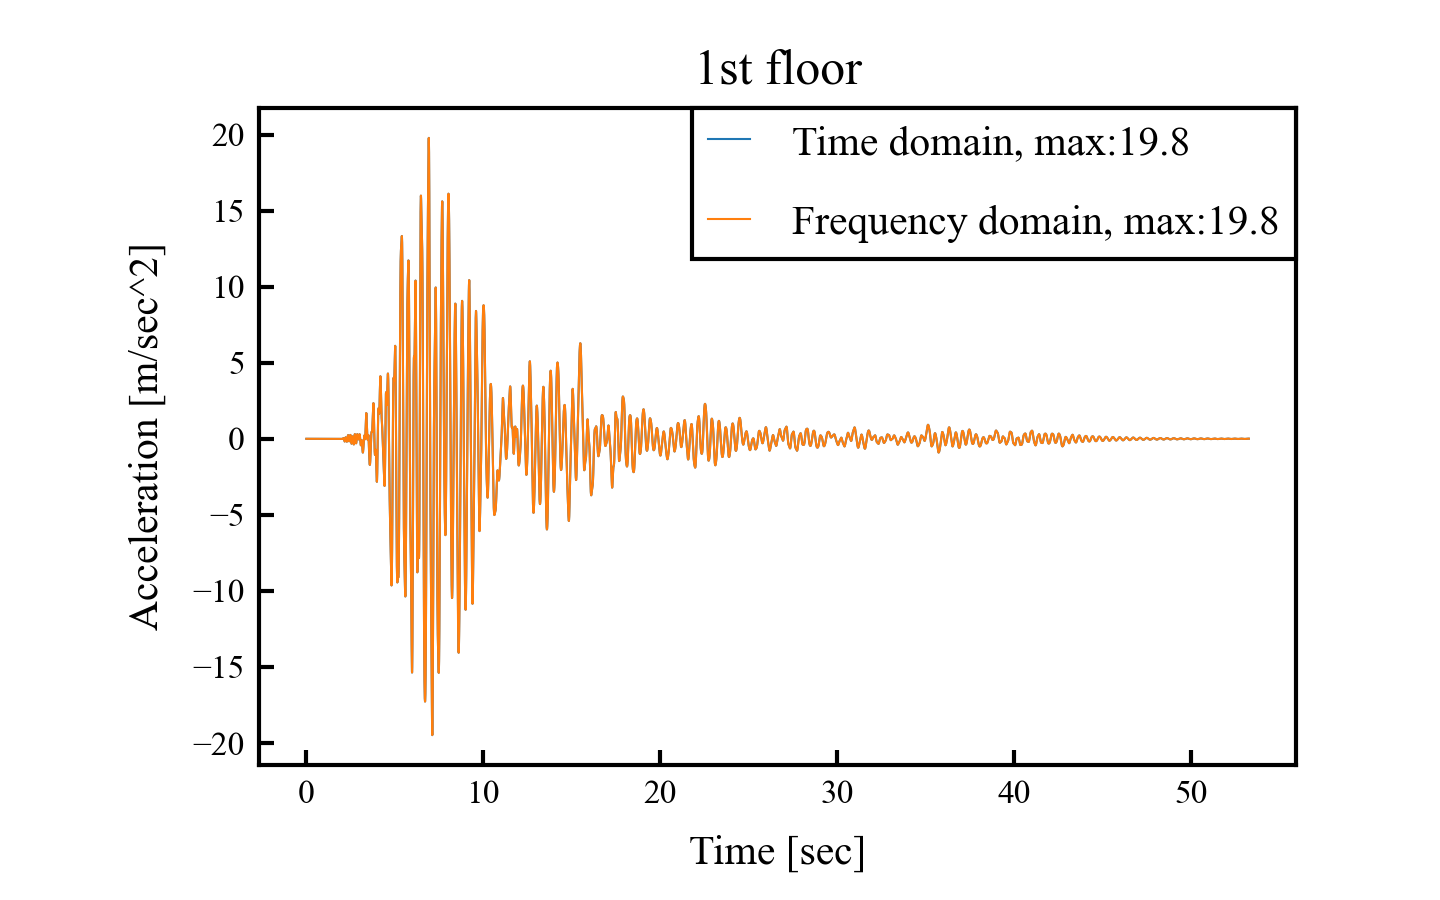 1st floor
Time domain, max:19.8
Frequency domain, max:19.8
20
15
10
5
0
−5
−10
−15
−20
Acceleration [m/sec^2]
0 10 20 30 40 50
Time [sec]